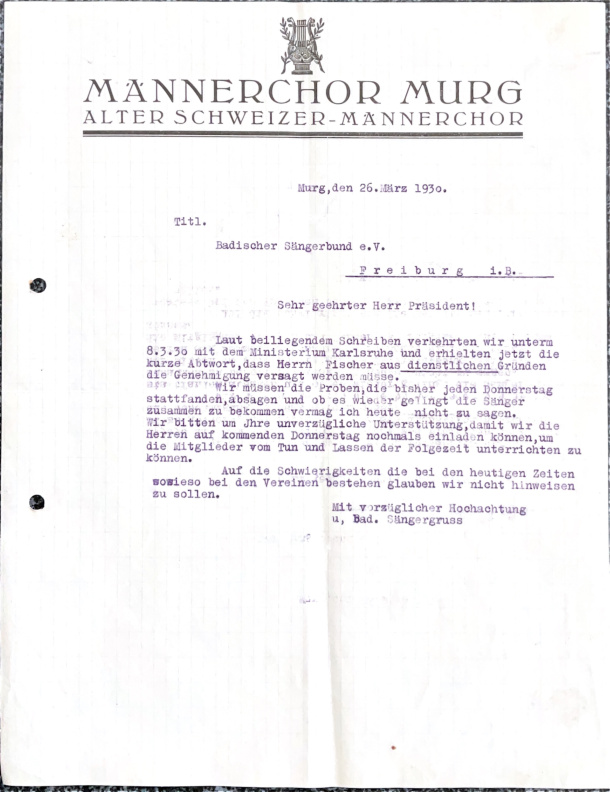 MÄNNERCHOR MURG
ALTER SCHWEIZER-MÄNNERCHOR
Murg,den 26.März 1930.
Titl.
Badischer Sängerbund e.V.
Freiburg i.B.
Sehr geehrter Herr Präsident!
Laut beiliegendem Schreiben verkehrten wir unterm
8.3.30 mit dem Ministerium Karlsruhe und erhielten jetzt die
kurze Abtwort,dass Herrn Fischer aus dienstlichen Gründen
die Genehmigung versagt werden müsse.
Wir müssen die Proben,die bisher jeden Donnerstag
stattfanden,absagen und ob es wieder gelingt die Sänger
zusammen zu bekommen vermag ich heute nicht zu sagen.
Wir bitten um Jhre unverzügliche Unterstützung,damit wir die
Herren auf kommenden Donnerstag nochmals einladen können,um
die Mitglieder vom Tun und Lassen der Folgezeit unterrichten zu
können.
Auf die Schwierigkeiten die bei den heutigen Zeiten
sowieso bei den Vereinen bestehen glauben wir nicht hinweisen
zu sollen.
Mit vorzüglicher Hochachtung
u, Bad. Sängergruss